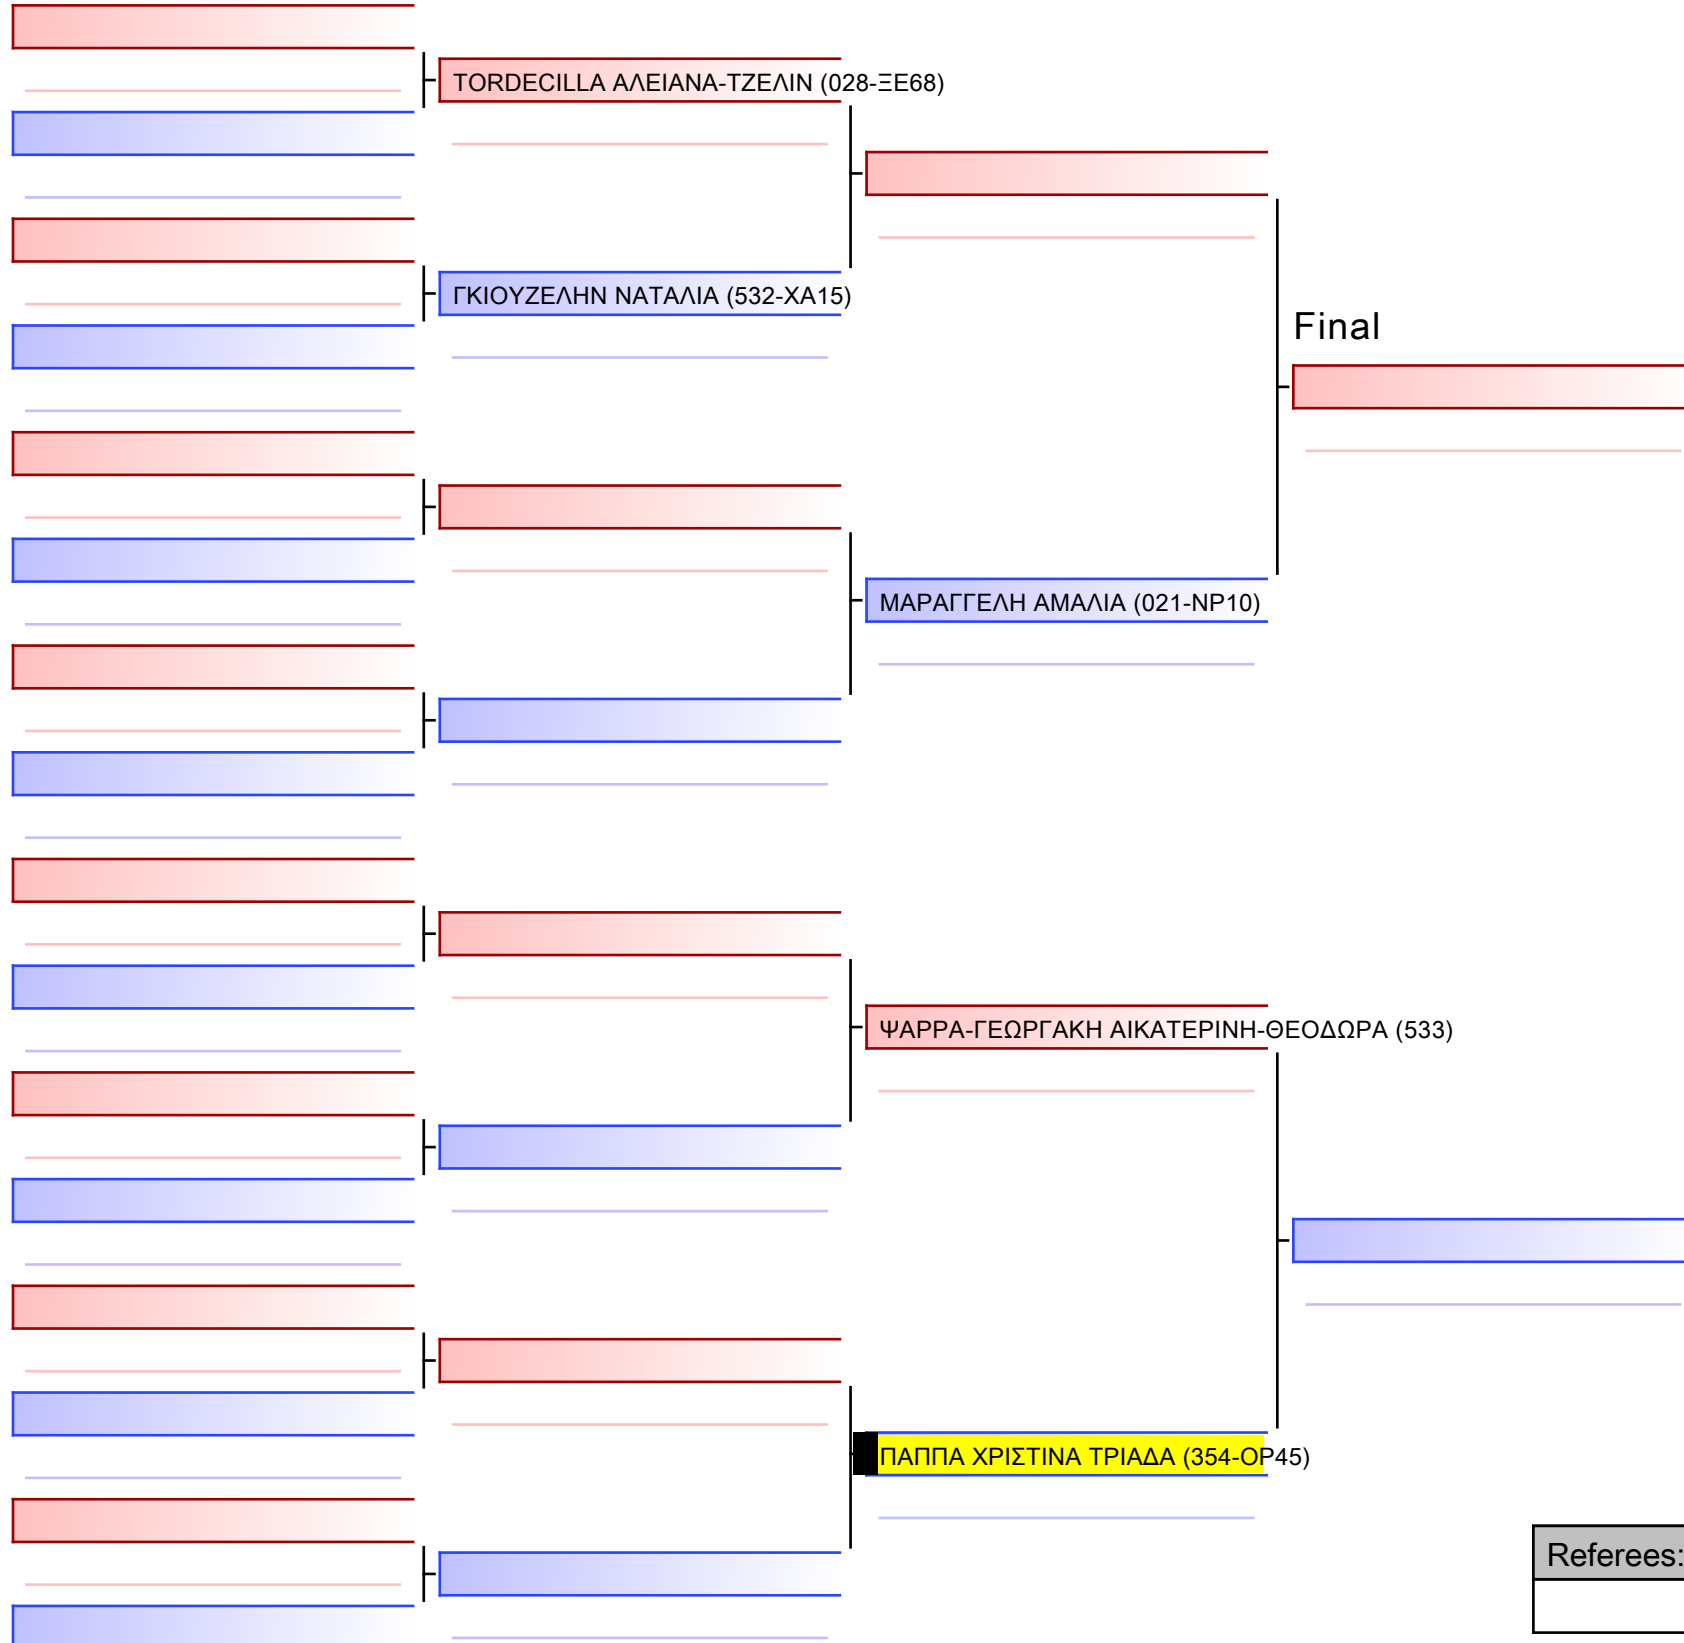 TORDECILLA ΑΛΕΙΑΝΑ-ΤΖΕΛΙΝ (028-ΞΕ68)
ΓΚΙΟΥΖΕΛΗΝ ΝΑΤΑΛΙΑ (532-ΧΑ15)
Final
ΜΑΡΑΓΓΕΛΗ ΑΜΑΛΙΑ (021-ΝΡ10)
ΨΑΡΡΑ-ΓΕΩΡΓΑΚΗ ΑΙΚΑΤΕΡΙΝΗ-ΘΕΟΔΩΡΑ (533)
ΠΑΠΠΑ ΧΡΙΣΤΙΝΑ ΤΡΙΑΔΑ (354-ΟΡ45)
Referees: